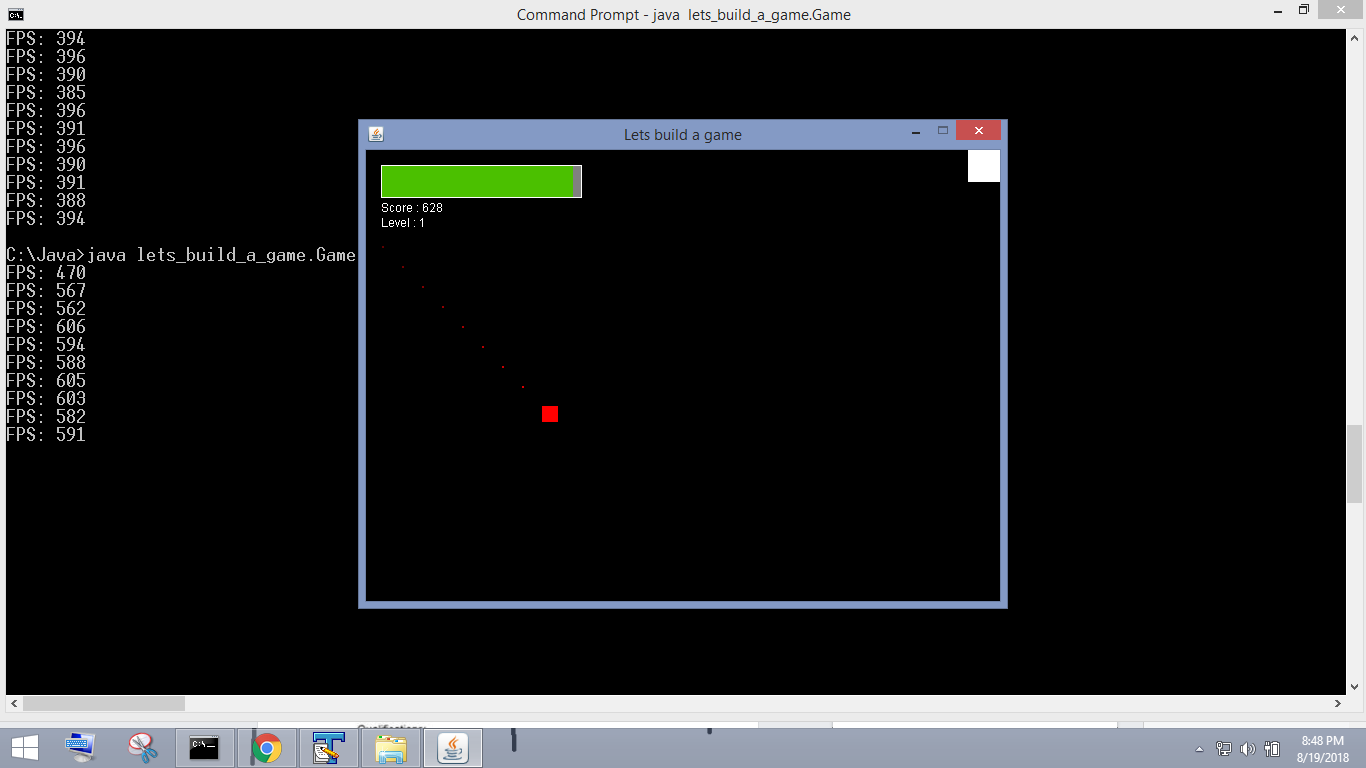 Command Prompt - java lets_build_a_game.Game
FPS: 394
FPS: 396
FPS: 390
FPS: 385
FPS: 396
FPS: 391
FPS: 396
FPS: 390
FPS: 391
FPS: 388
FPS: 394
C:\Java>java lets_build_a_game.Game
FPS: 470
FPS: 567
FPS: 562
FPS: 606
FPS: 594
FPS: 588
FPS: 605
FPS: 603
FPS: 582
FPS: 591
Lets build a game
Score : 628
Level : 1
8:48 PM
8/19/2018